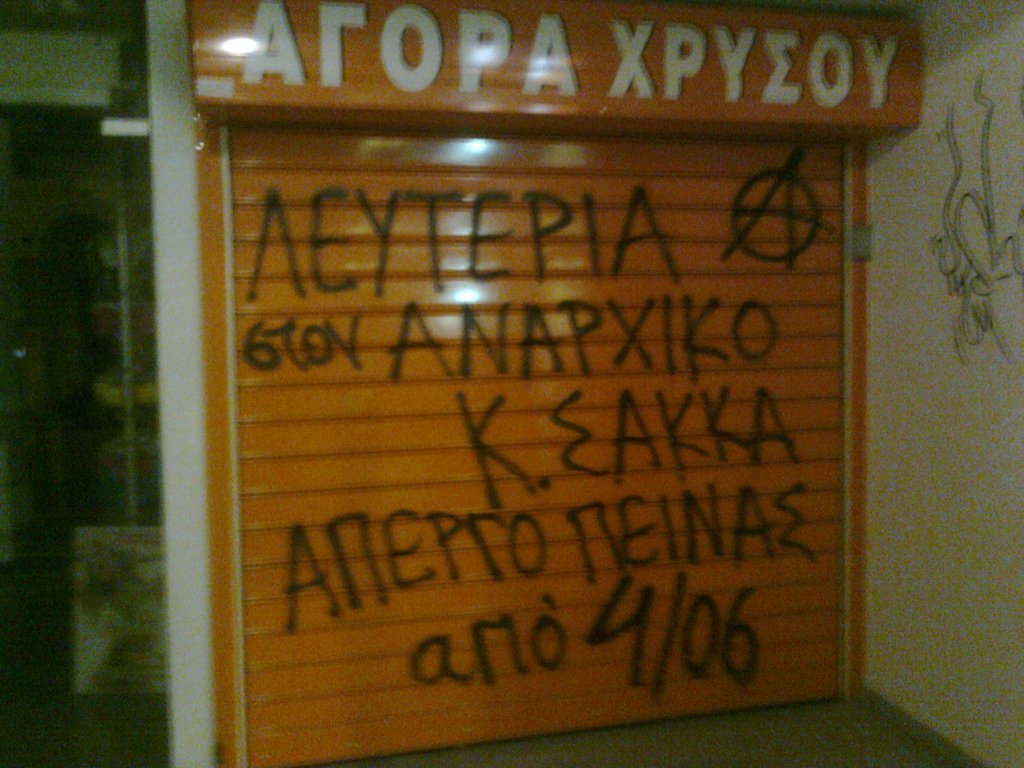 ΑΓΟΡΑ ΧΡΥΣΟΥ
ΛΕΥΤΕΡΙΑ
στον ΑΝΑΡΧΙΚΟ
Κ. ΣΑΚΚΑ
ΑΠΕΡΓΟ ΠΕΙΝΑΣ
από 4/06